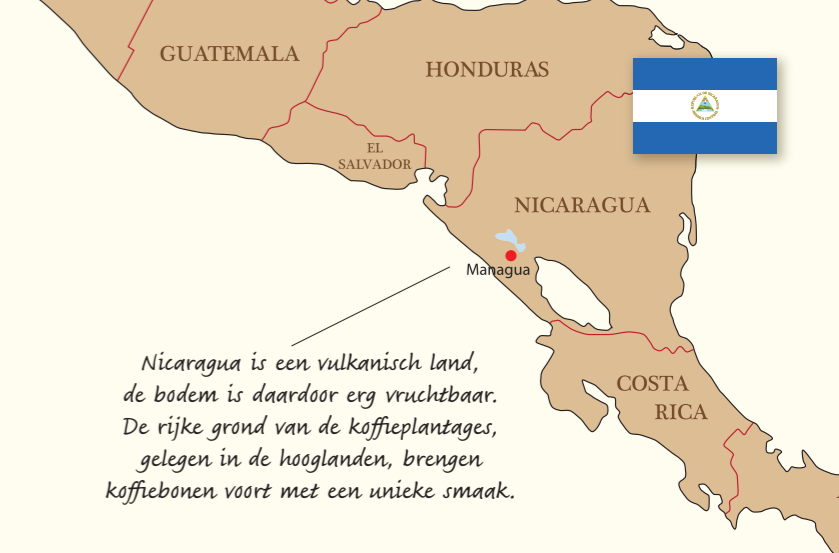 GUATEMALA
HONDURAS
EL
SALVADOR
NICARAGUA
Managua
Nicaragua is een vulkanisch land,
de bodem is daardoor erg vruchtbaar.
De rijke grond van de koffieplantages,
gelegen in de hooglanden, brengen
koffiebonen voort met een unieke smaak.
COSTA
RICA